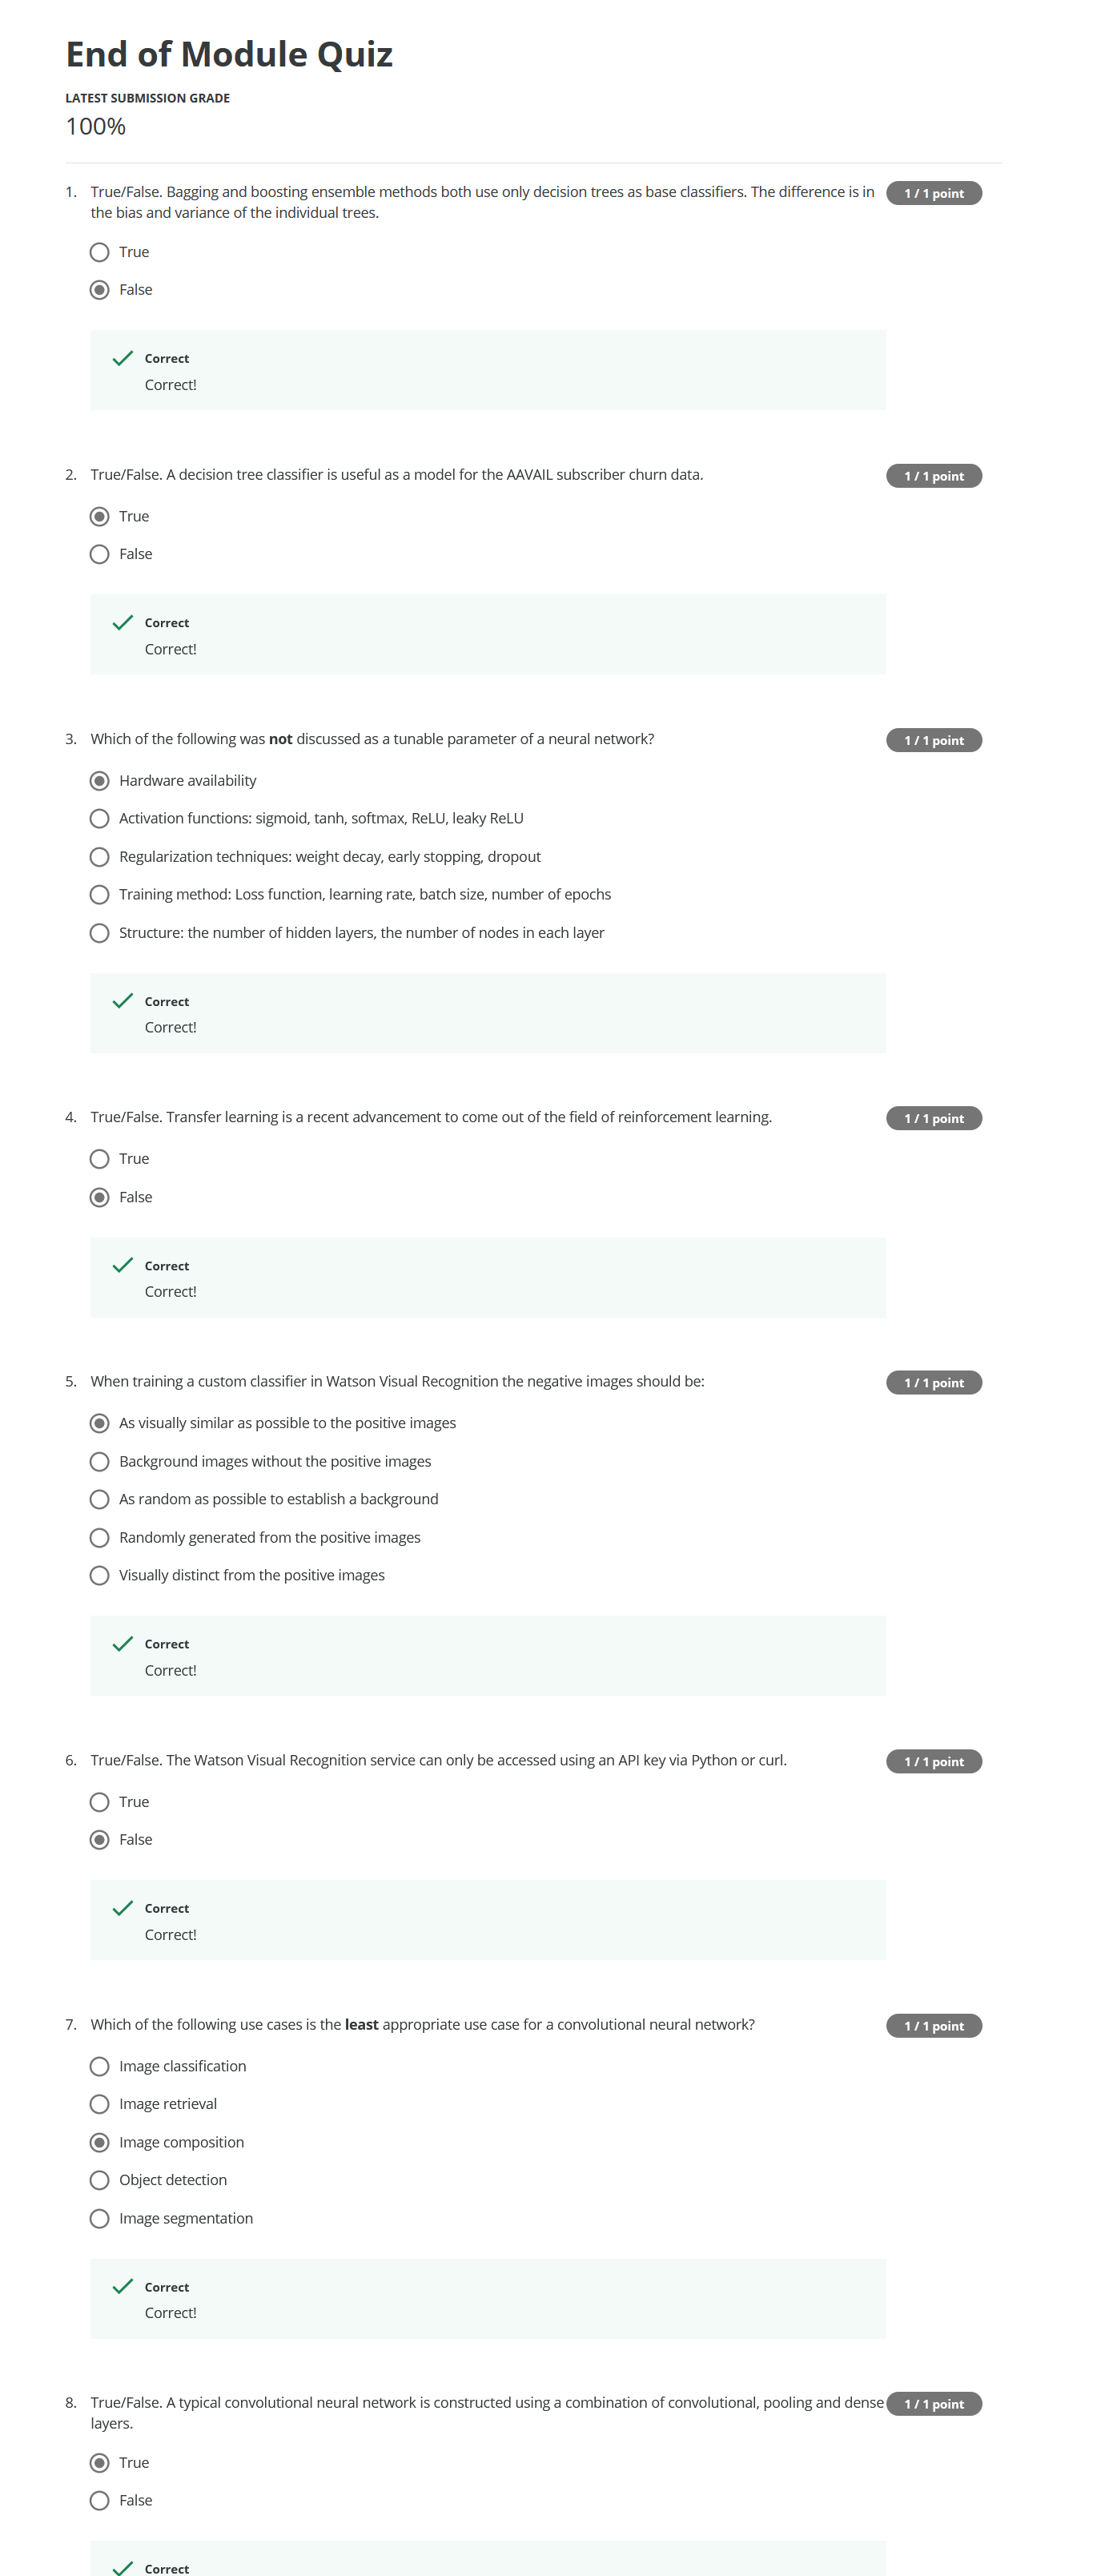 End of Module Quiz
LATEST SUBMISSION GRADE
100%
1. True/False. Bagging and boosting ensemble methods both use only decision trees as base classifiers. The difference is in 1 / 1 point
the bias and variance of the individual trees.
True
False
Correct
Correct!
2. True/False. A decision tree classifier is useful as a model for the AAVAIL subscriber churn data. 1 / 1 point
True
False
Correct
Correct!
3. Which of the following was not discussed as a tunable parameter of a neural network? 1 / 1 point
Hardware availability
Activation functions: sigmoid, tanh, softmax, ReLU, leaky ReLU
Regularization techniques: weight decay, early stopping, dropout
Training method: Loss function, learning rate, batch size, number of epochs
Structure: the number of hidden layers, the number of nodes in each layer
Correct
Correct!
4. True/False. Transfer learning is a recent advancement to come out of the field of reinforcement learning. 1 / 1 point
True
False
Correct
Correct!
5. When training a custom classifier in Watson Visual Recognition the negative images should be: 1 / 1 point
As visually similar as possible to the positive images
Background images without the positive images
As random as possible to establish a background
Randomly generated from the positive images
Visually distinct from the positive images
Correct
Correct!
6. True/False. The Watson Visual Recognition service can only be accessed using an API key via Python or curl. 1 / 1 point
True
False
Correct
Correct!
7. Which of the following use cases is the least appropriate use case for a convolutional neural network? 1 / 1 point
Image classification
Image retrieval
Image composition
Object detection
Image segmentation
Correct
Correct!
8. True/False. A typical convolutional neural network is constructed using a combination of convolutional, pooling and dense 1 / 1 point
layers.
True
False
Correct